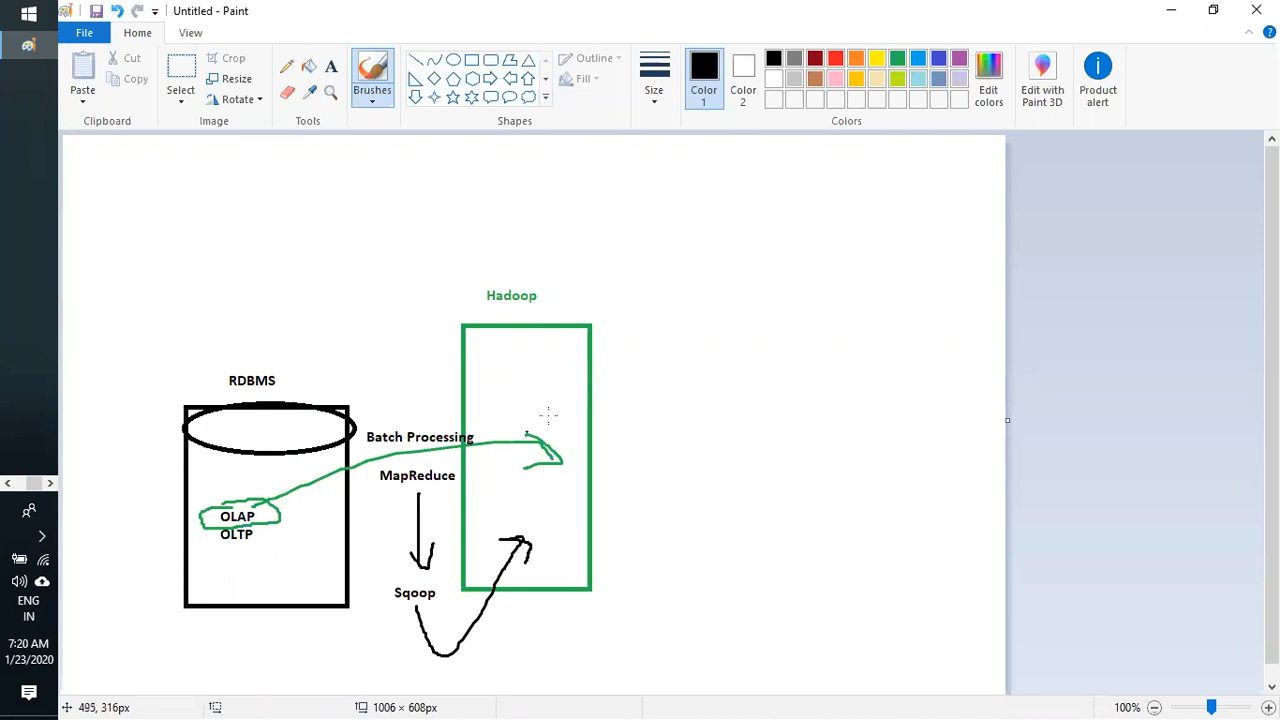 Untitled - Paint
File
Home
View
Paste
Cut
Copy
Clipboard
Select
Crop
Resize
Rotate
Image
A
Tools
Brushes
Outline
Fill
Shapes
Size
Color 1
Color 2
Edit colors
Colors
Edit with Paint 3D
Product alert
Hadoop
RDBMS
Batch Processing
MapReduce
OLAP
OLTP
Sqoop
ENG
IN
7:20 AM
1/23/2020
495, 316px
1006 × 608px
100%